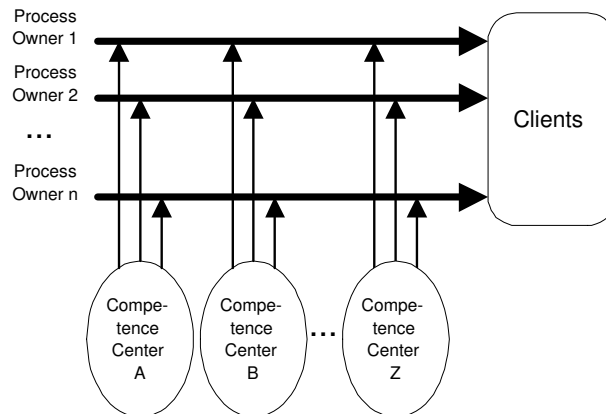 Process
Owner 1
Process
Owner 2
...
Process
Owner n
Clients
Compe-
tence
Center
A
Compe-
tence
Center
B
...
Compe-
tence
Center
Z